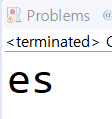 Problems @
<terminated> C
es